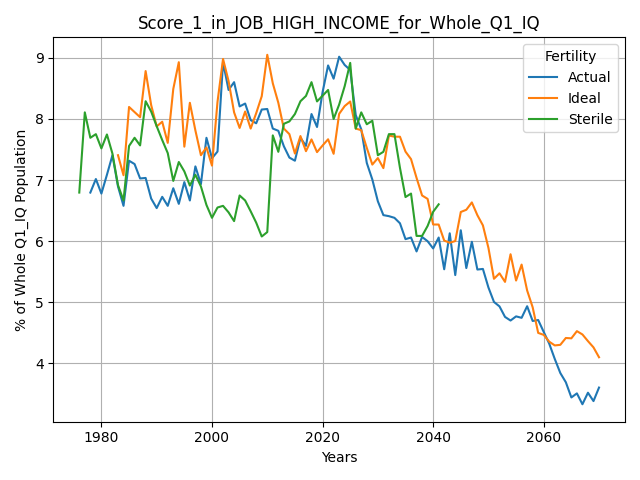 Score_1_in_JOB_HIGH_INCOME_for_Whole_Q1_IQ
Fertility
Actual
Ideal
Sterile
% of Whole Q1_IQ Population
9
8
7
6
5
4
1980 2000 2020 2040 2060
Years